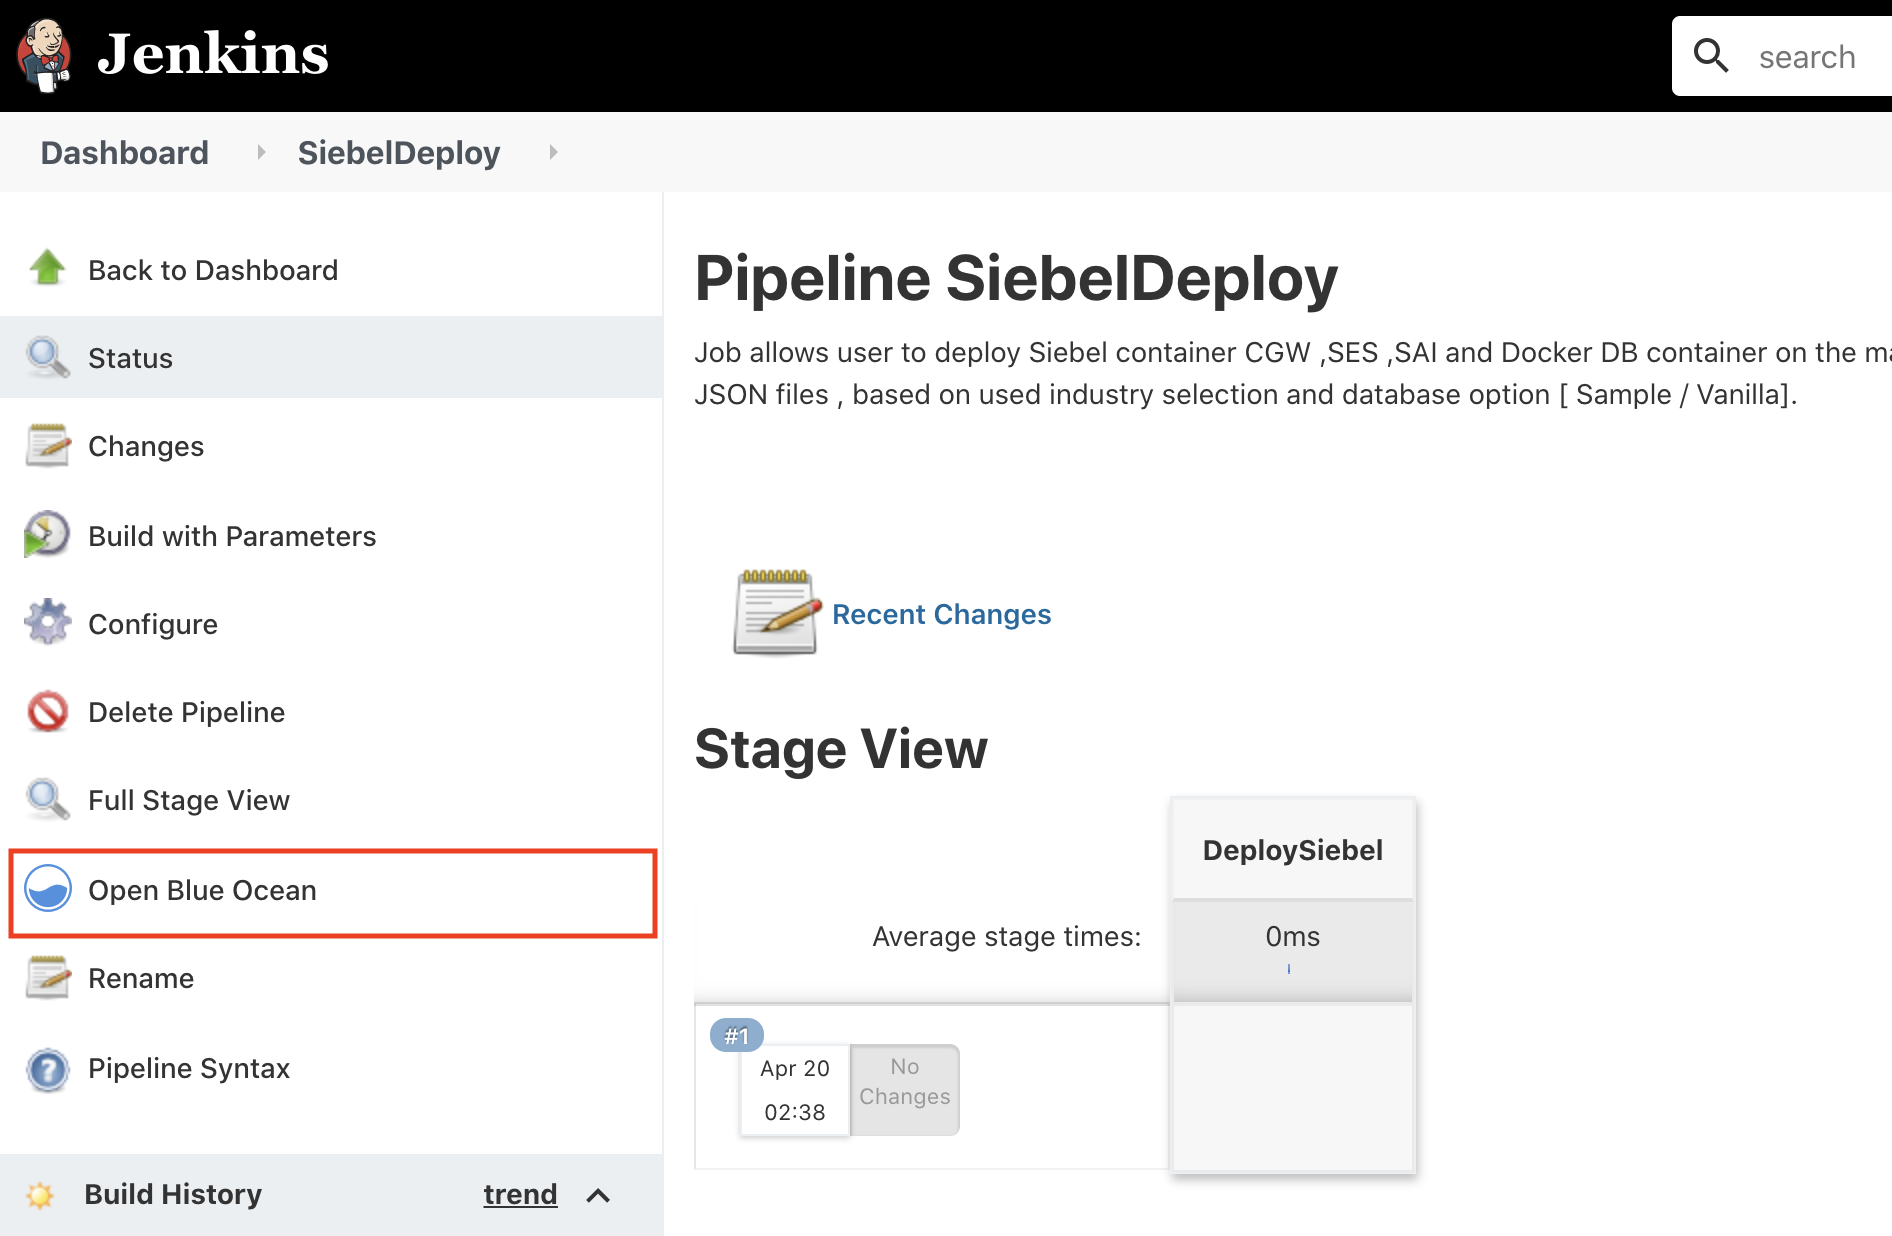 Jenkins
search
Dashboard
SiebelDeploy
Back to Dashboard
Status
Changes
Build with Parameters
Configure
Delete Pipeline
Full Stage View
Open Blue Ocean
Rename
Pipeline Syntax
Build History
trend
Pipeline SiebelDeploy
Job allows user to deploy Siebel container CGW ,SES ,SAI and Docker DB container on the
JSON files , based on used industry selection and database option [ Sample / Vanilla].
Recent Changes
Stage View
DeploySiebel
Average stage times:
0ms
#1
Apr 20
02:38
No
Changes